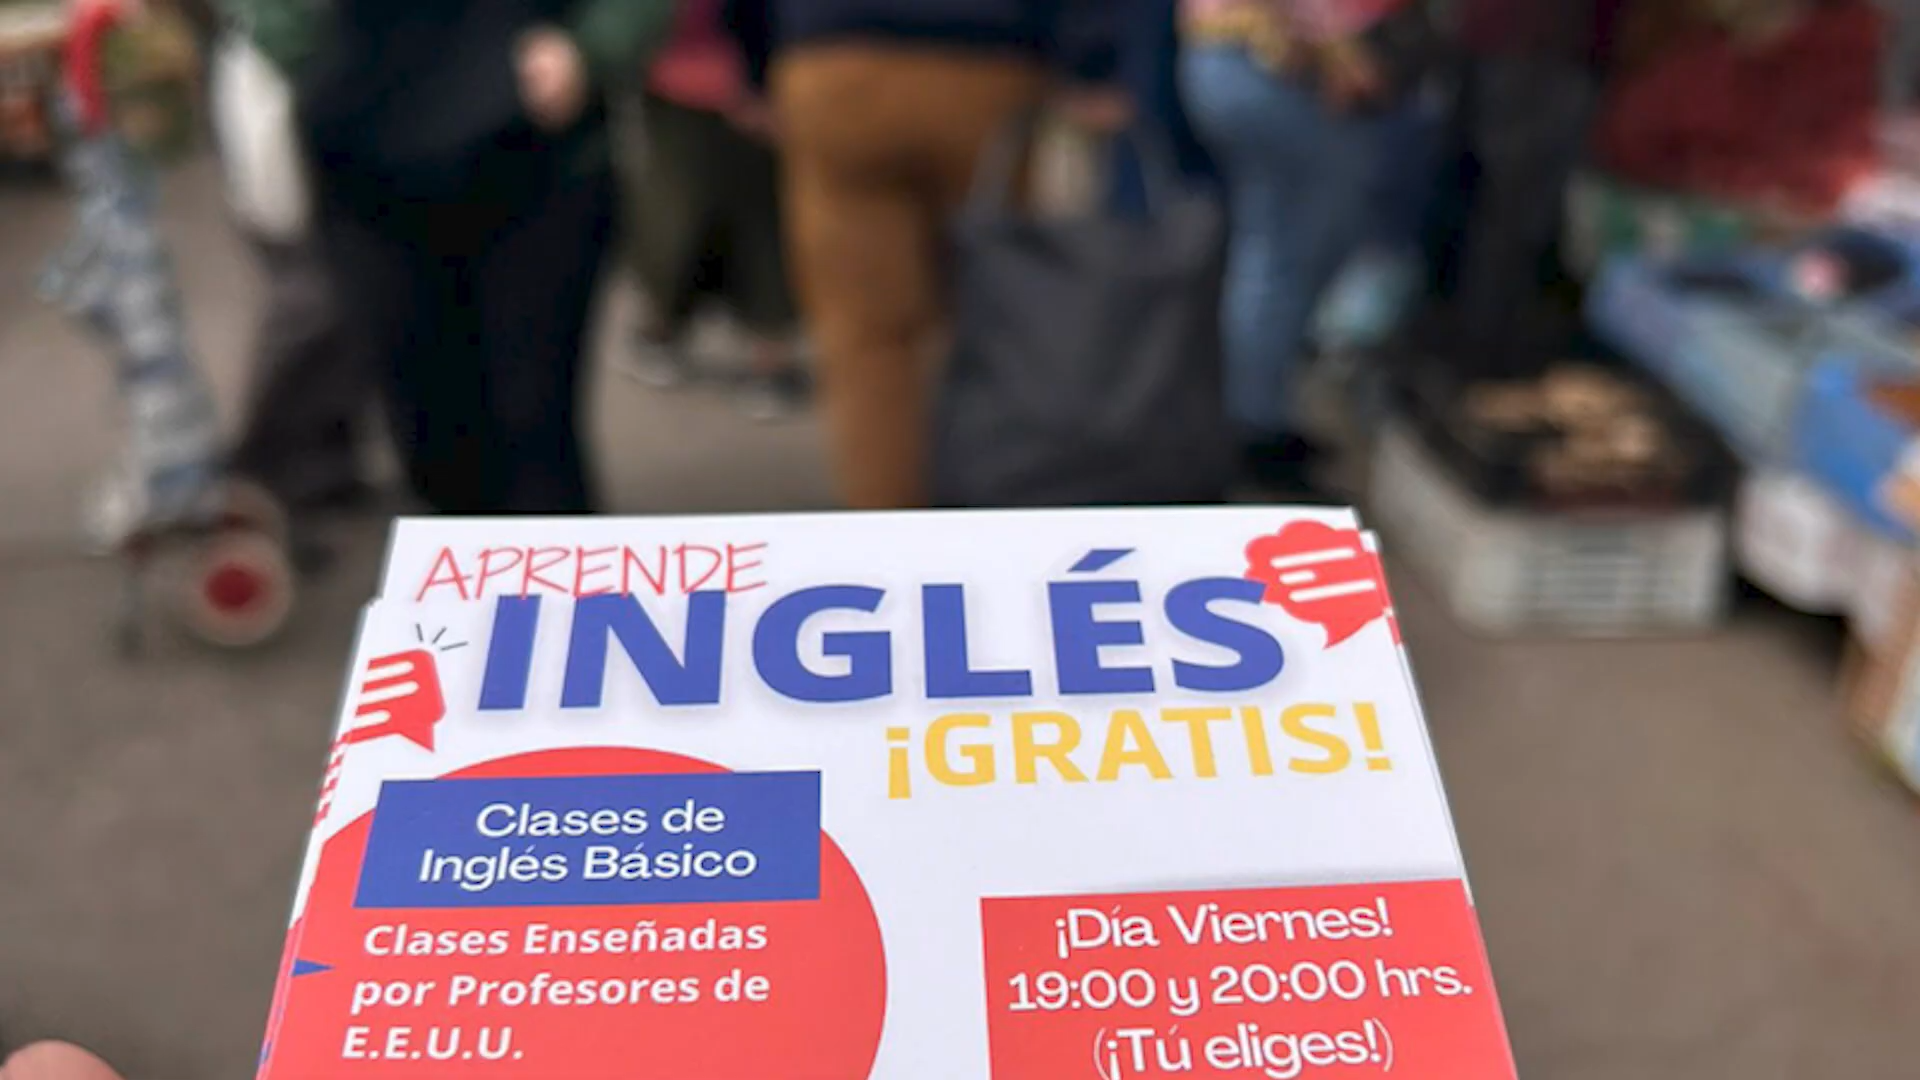 APRENDE
INGLÉS
¡GRATIS!
Clases de
Inglés Básico
Clases Enseñadas
por Profesores de
E.E.U.U.
¡Día Viernes!
19:00 y 20:00 hrs.
(¡Tú eliges!)